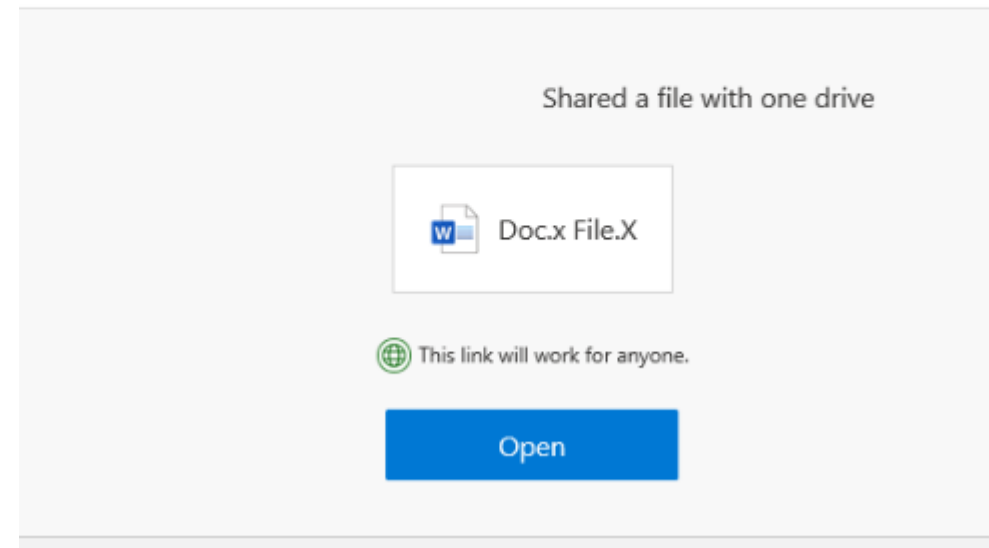 Shared a file with one drive
W
Doc.x File.X
This link will work for anyone.
Open